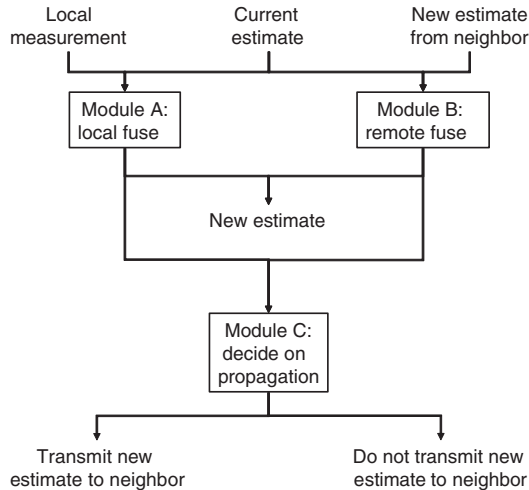 Local
measurement
Current
estimate
New estimate
from neighbor
Module A:
local fuse
Module B:
remote fuse
New estimate
Module C:
decide on
propagation
Transmit new
estimate to neighbor
Do not transmit new
estimate to neighbor